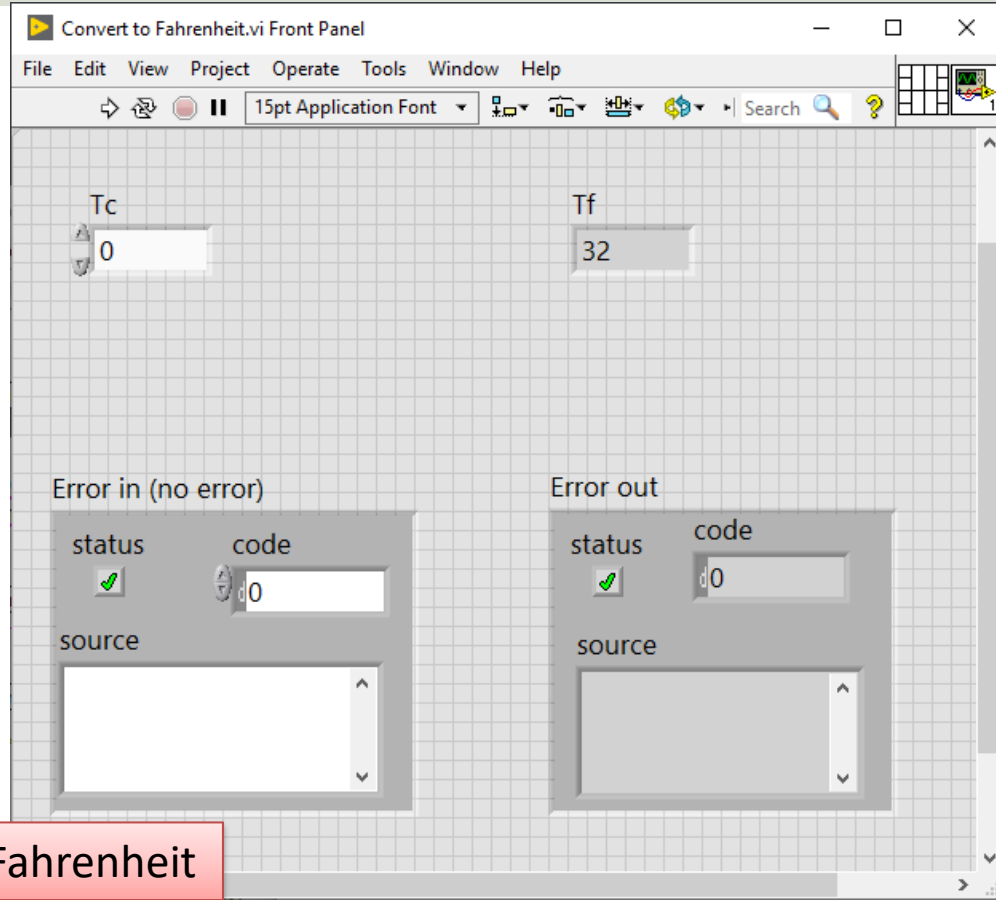 Convert to Fahrenheit.vi Front Panel
File Edit View Project Operate Tools Window Help
15pt Application Font Search 1
Tc Tf
0 32
Error in (no error) Error out
status code status code
d 0 d 0
source source
Fahrenheit